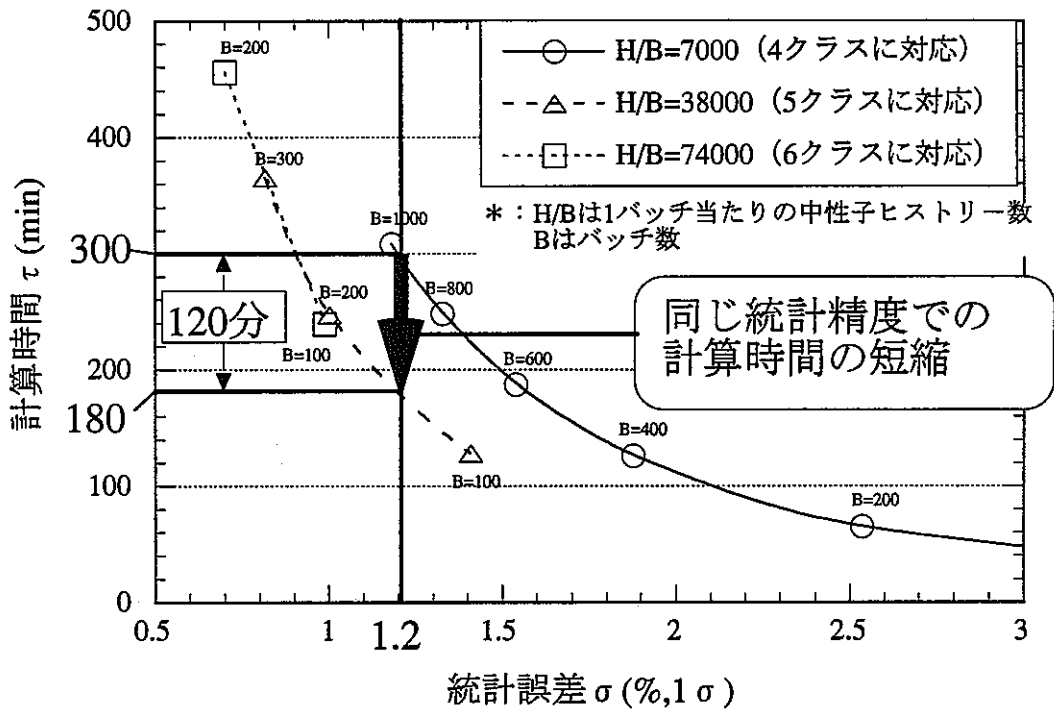 500
400
300
200
180
100
0
計算時間 τ (min)
B=200
B=300
B=1000
B=200
B=100
B=800
B=600
B=400
B=200
B=100
120分
H/B=7000（4クラスに対応）
H/B=38000（5クラスに対応）
H/B=74000（6クラスに対応）
＊：H/Bは1バッチ当たりの中性子ヒストリー数
Bはバッチ数
同じ統計精度での
計算時間の短縮
0.5
1
1.2
1.5
2
2.5
3
統計誤差 σ (%,1 σ)